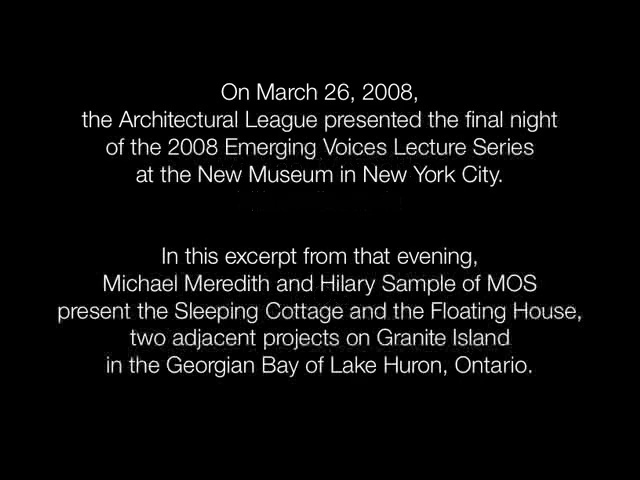 On March 26, 2008,
the Architectural League presented the final night
of the 2008 Emerging Voices Lecture Series
at the New Museum in New York City.
In this excerpt from that evening,
Michael Meredith and Hilary Sample of MOS
present the Sleeping Cottage and the Floating House,
two adjacent projects on Granite Island
in the Georgian Bay of Lake Huron, Ontario.